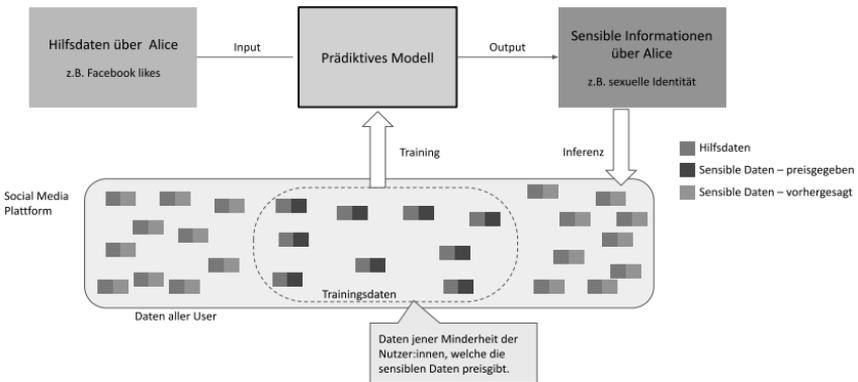 Hilfsdaten über Alice
z.B. Facebook likes
Input
Prädiktives Modell
Output
Sensible Informationen
über Alice
z.B. sexuelle Identität
Training
Inferenz
Hilfsdaten
Sensible Daten – preisgegeben
Sensible Daten – vorhergesagt
Social Media
Plattform
Trainingsdaten
Daten aller User
Daten jener Minderheit der
Nutzer:innen, welche die
sensiblen Daten preisgibt.